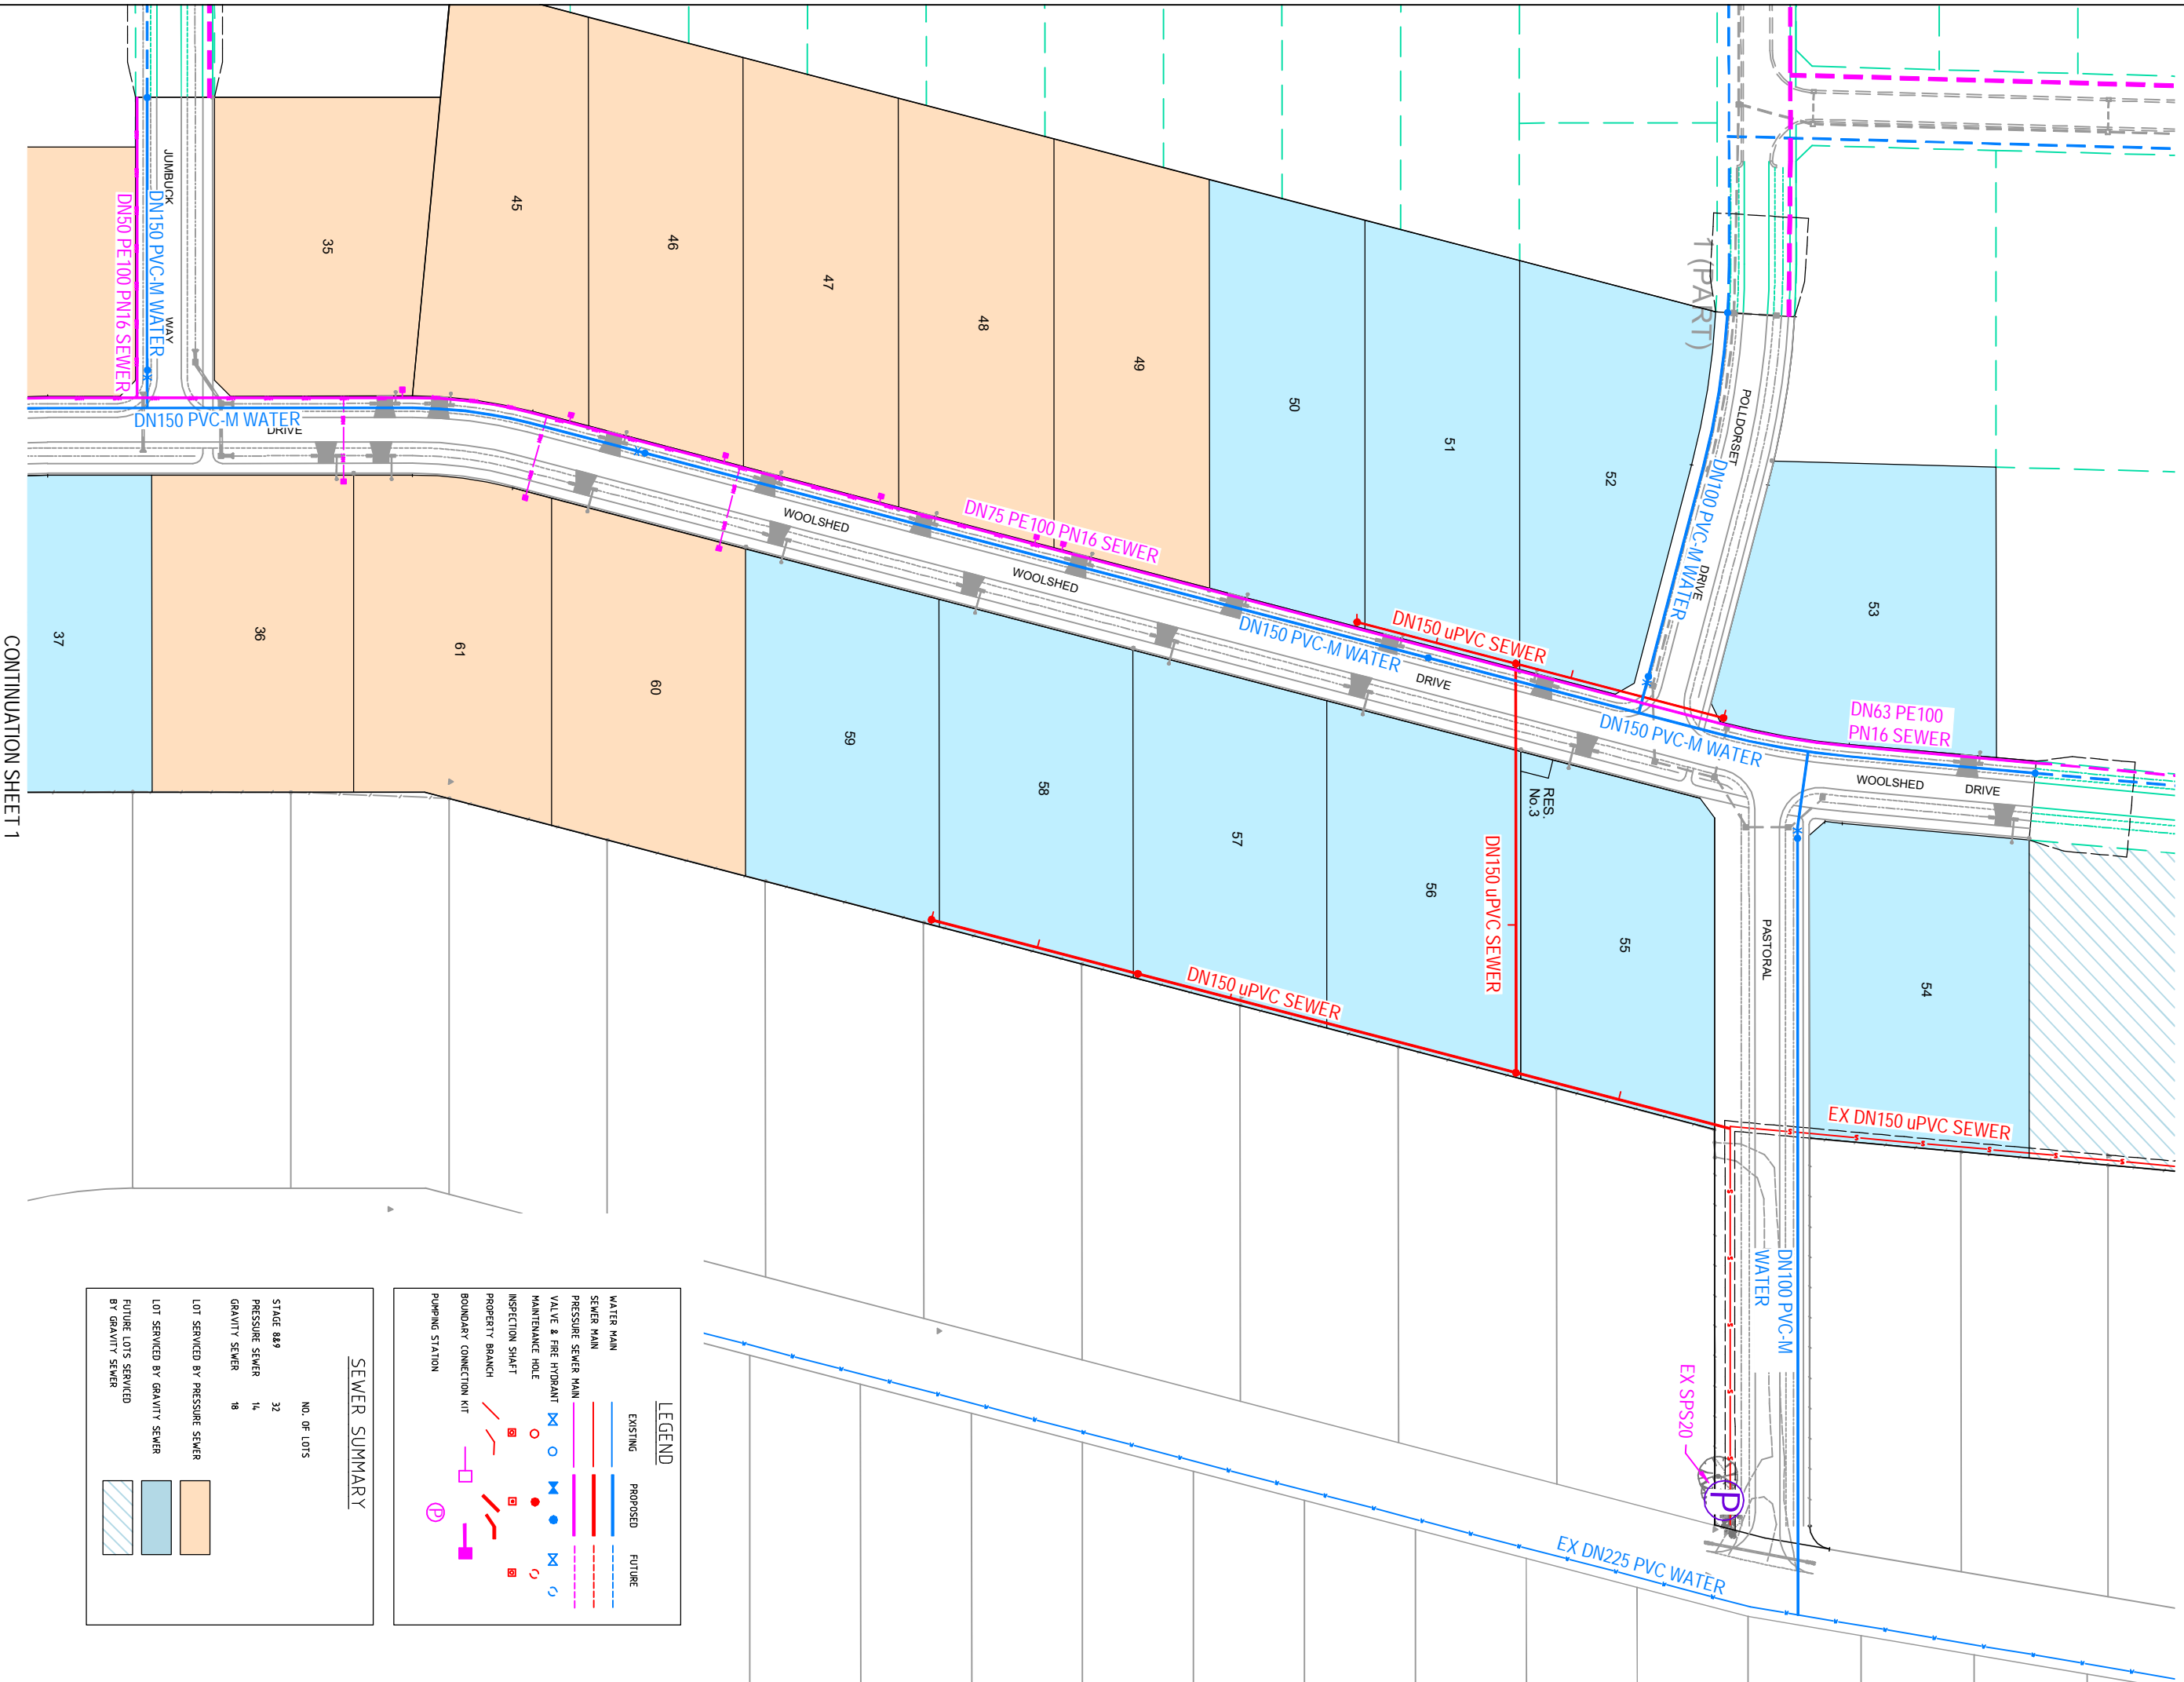 JUMBUCK
WAY
DN150 PVC-M WATER
DN50 PE100 PN16 SEWER
35
45
46
47
48
49
50
51
52
53
1 (PART)
POLLDORSET
DRIVE
DN100 PVC-M WATER
DN150 PVC-M WATER
DRIVE
WOOLSHED
DN75 PE100 PN16 SEWER
WOOLSHED
DN150 PVC-M WATER
DN150 uPVC SEWER
DRIVE
DN150 PVC-M WATER
DN63 PE100
PN16 SEWER
WOOLSHED
DRIVE
37
36
61
60
59
58
57
56
55
54
RES.
No.3
DN150 uPVC SEWER
DN150 uPVC SEWER
PASTORAL
EX DN150 uPVC SEWER
DN100 PVC-M
WATER
EX SPS20
P
EX DN225 PVC WATER
CONTINUATION SHEET 1
LEGEND
EXISTING
PROPOSED
FUTURE
WATER MAIN
SEWER MAIN
PRESSURE SEWER MAIN
VALVE & FIRE HYDRANT
MAINTENANCE HOLE
INSPECTION SHAFT
PROPERTY BRANCH
BOUNDARY CONNECTION KIT
PUMPING STATION
P
SEWER SUMMARY
NO. OF LOTS
STAGE 8&9 32
PRESSURE SEWER 14
GRAVITY SEWER 18
LOT SERVICED BY PRESSURE SEWER
LOT SERVICED BY GRAVITY SEWER
FUTURE LOTS SERVICED
BY GRAVITY SEWER